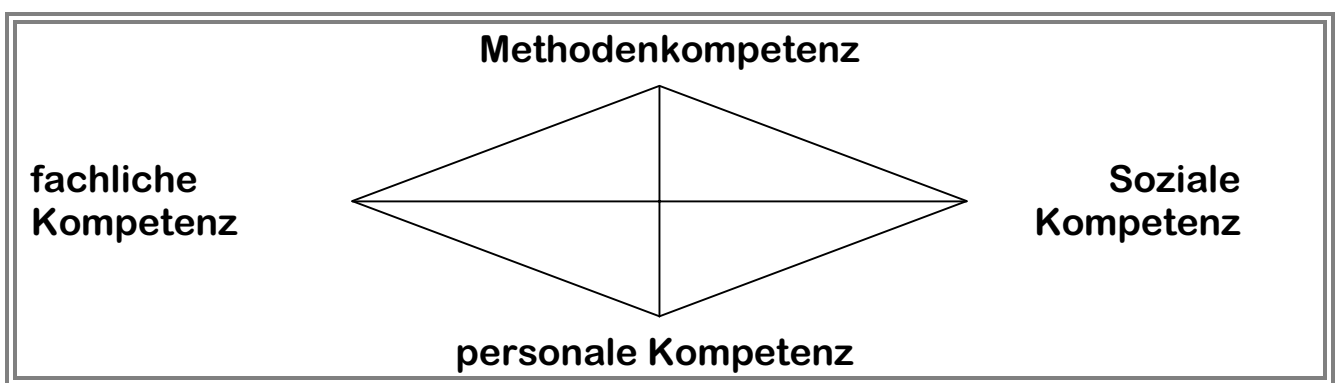 Methodenkompetenz
fachliche
Kompetenz
Soziale
Kompetenz
personale Kompetenz